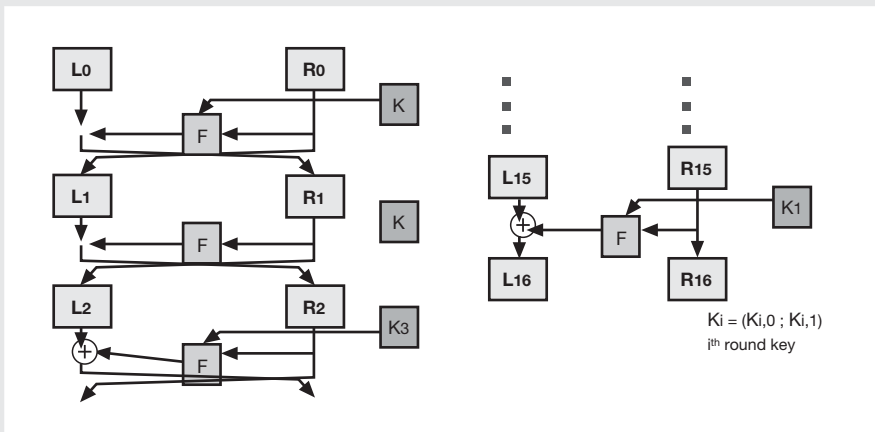 L0
R0
K
F
L1
R1
K
F
L2
R2
K3
F
L15
R15
K1
F
L16
R16
Ki = (Ki,0 ; Ki,1)
ith round key